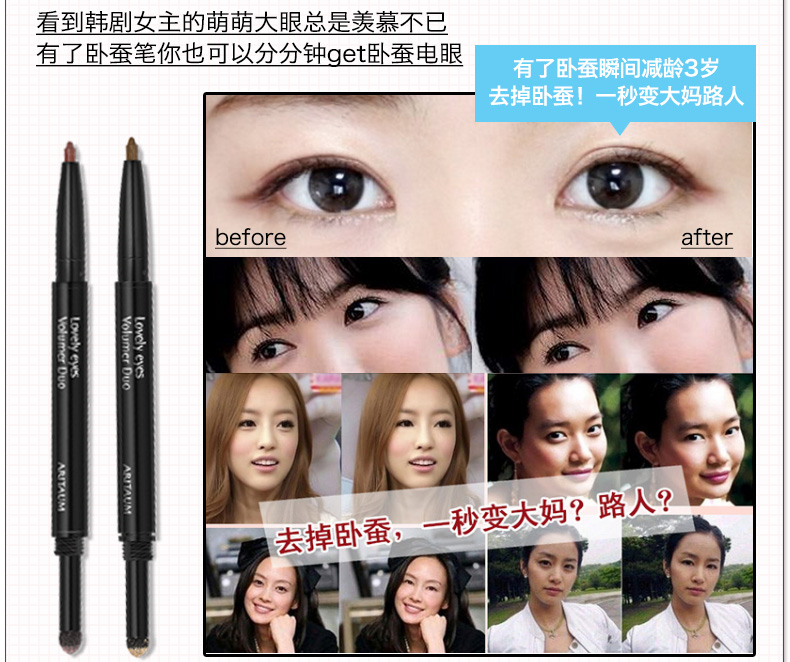 看到韩剧女主的萌萌大眼总是羡慕不已
有了卧蚕笔你也可以分分钟get卧蚕电眼
有了卧蚕瞬间减龄3岁
去掉卧蚕！一秒变大妈路人
before
after
Lovely eyes
Volumer Duo
ARITAUM
Lovely eyes
Volumer Duo
ARITAUM
去掉卧蚕，一秒变大妈？路人？